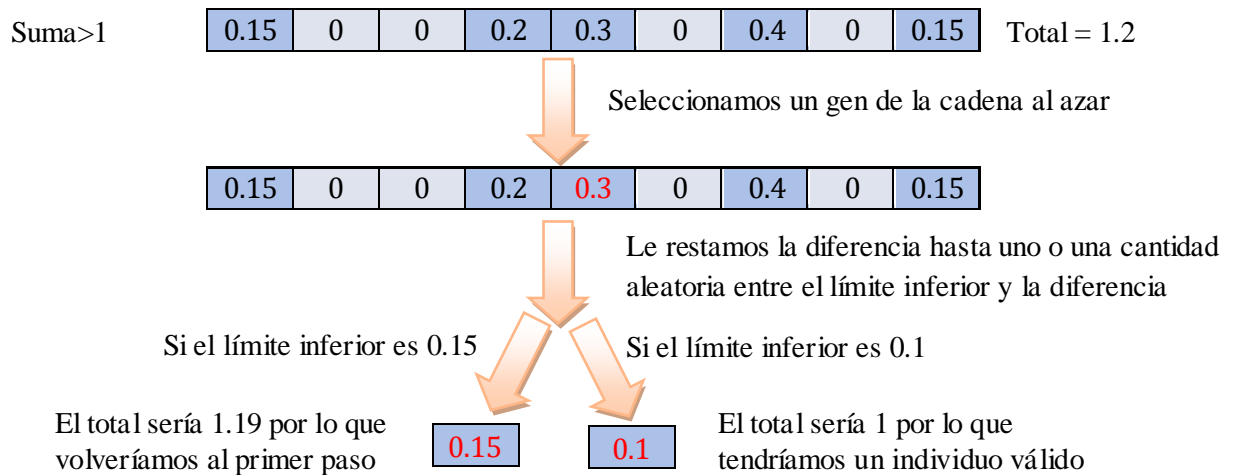 Suma>1 0.15 0 0 0.2 0.3 0 0.4 0 0.15 Total = 1.2
Seleccionamos un gen de la cadena al azar
0.15 0 0 0.2 0.3 0 0.4 0 0.15
Le restamos la diferencia hasta uno o una cantidad
aleatoria entre el límite inferior y la diferencia
Si el límite inferior es 0.15
Si el límite inferior es 0.1
El total sería 1.19 por lo que
volveríamos al primer paso
0.15
0.1
El total sería 1 por lo que
tendríamos un individuo válido